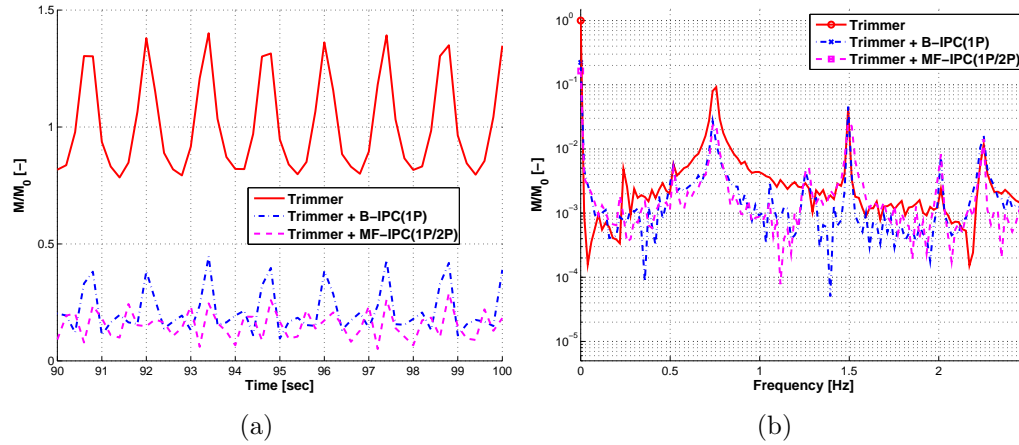 1.5
1
0.5
0
M/M0 [–]
90 91 92 93 94 95 96 97 98 99 100
Time [sec]
Trimmer
Trimmer + B–IPC(1P)
Trimmer + MF–IPC(1P/2P)
(a)
10^0
10^-1
10^-2
10^-3
10^-4
10^-5
M/M0 [–]
0 0.5 1 1.5 2
Frequency [Hz]
Trimmer
Trimmer + B–IPC(1P)
Trimmer + MF–IPC(1P/2P)
(b)